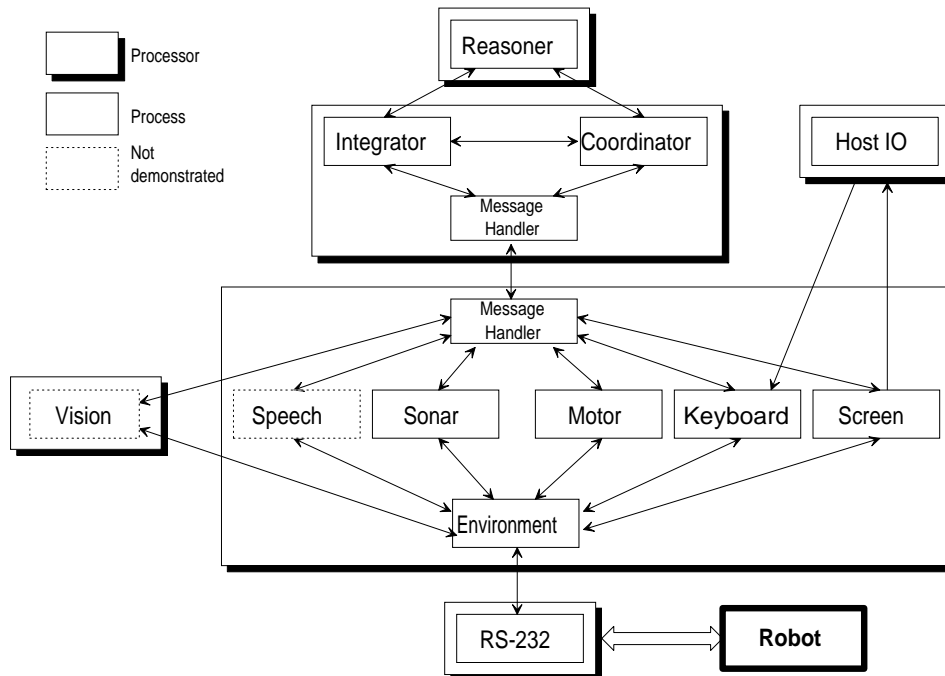 Processor
Process
Not
demonstrated
Reasoner
Integrator
Coordinator
Message
Handler
Host IO
Message
Handler
Vision
Speech
Sonar
Motor
Keyboard
Screen
Environment
RS-232
Robot